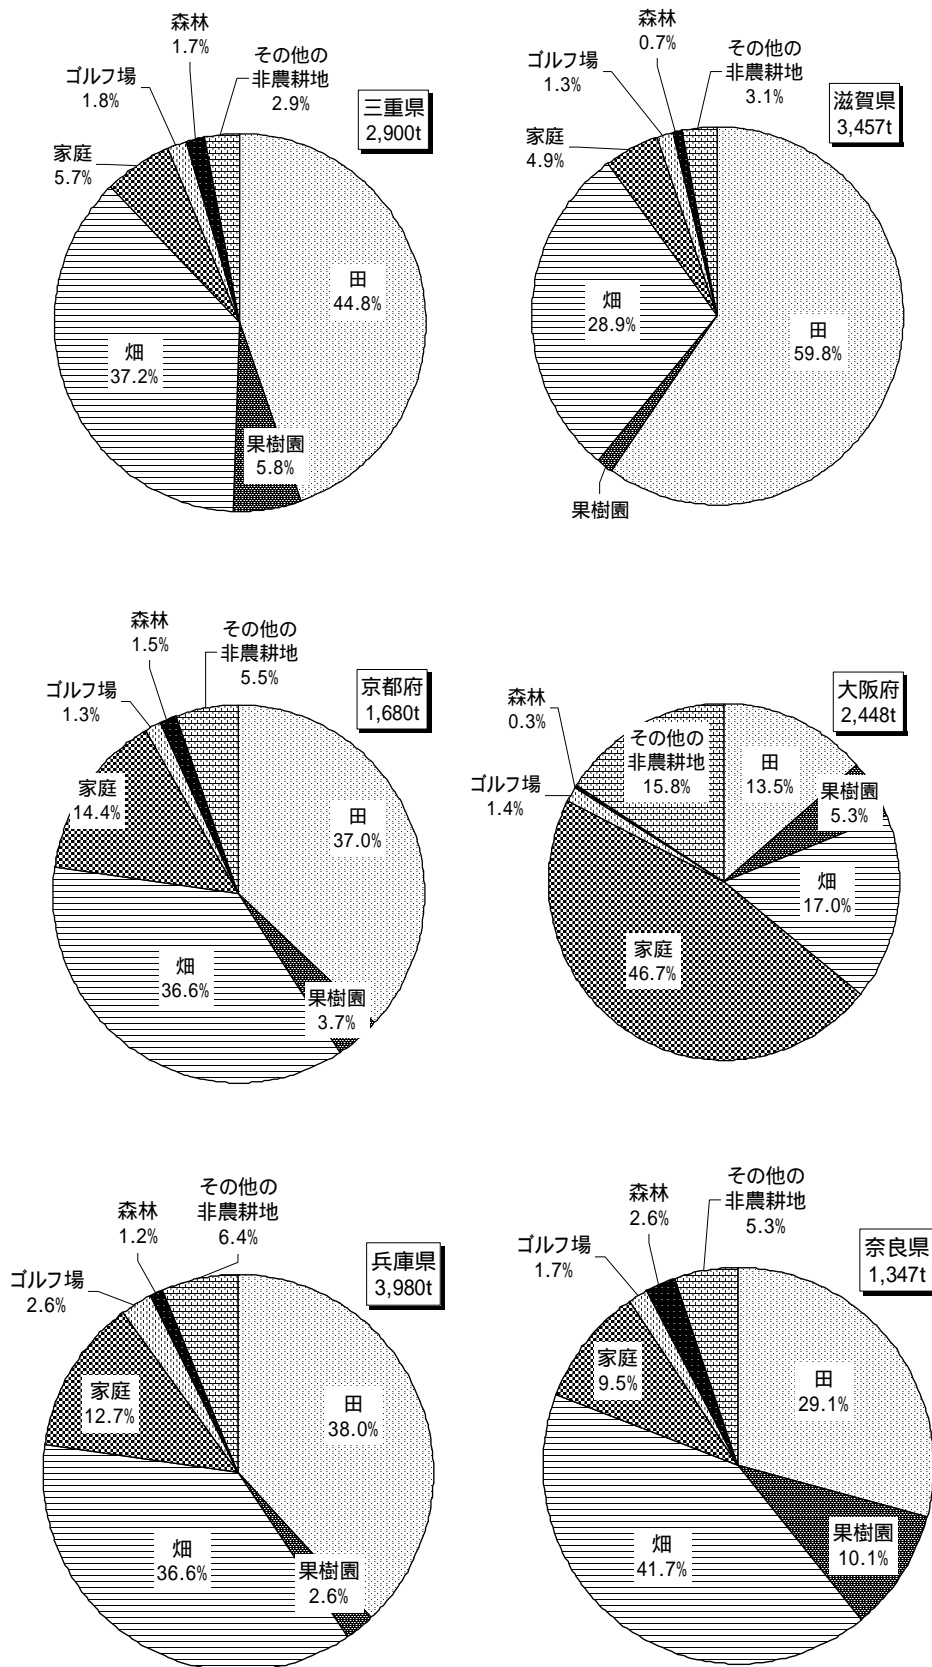 森林
1.7%
その他の
非農耕地
2.9%
ゴルフ場
1.8%
三重県
2,900t
家庭
5.7%
田
44.8%
畑
37.2%
果樹園
5.8%
森林
0.7%
その他の
非農耕地
3.1%
ゴルフ場
1.3%
滋賀県
3,457t
家庭
4.9%
畑
28.9%
田
59.8%
果樹園
森林
1.5%
その他の
非農耕地
5.5%
ゴルフ場
1.3%
京都府
1,680t
家庭
14.4%
田
37.0%
畑
36.6%
果樹園
3.7%
森林
0.3%
大阪府
2,448t
その他の
非農耕地
15.8%
田
13.5%
ゴルフ場
1.4%
果樹園
5.3%
畑
17.0%
家庭
46.7%
森林
1.2%
その他の
非農耕地
6.4%
ゴルフ場
2.6%
兵庫県
3,980t
家庭
12.7%
田
38.0%
畑
36.6%
果樹園
2.6%
森林
2.6%
その他の
非農耕地
5.3%
ゴルフ場
1.7%
奈良県
1,347t
家庭
9.5%
田
29.1%
畑
41.7%
果樹園
10.1%